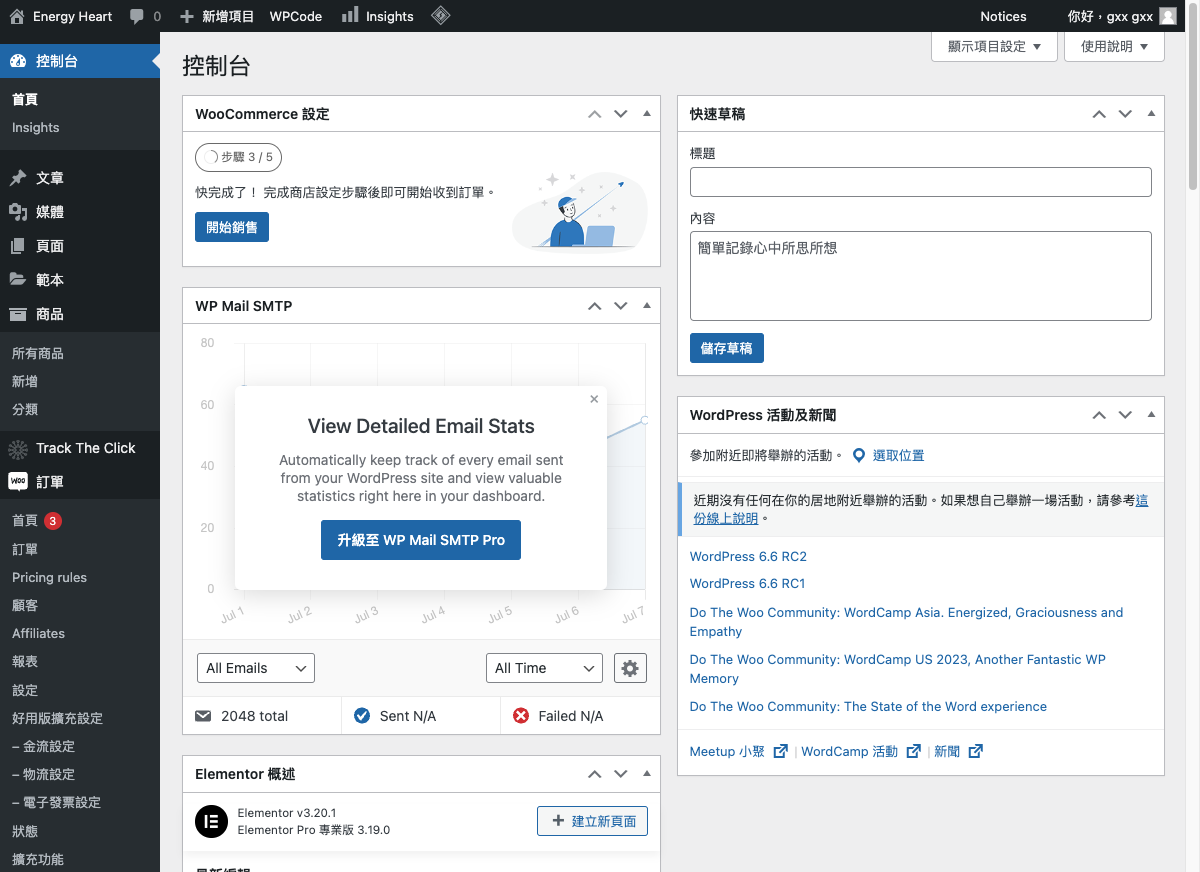 Energy Heart
0
新增項目
WPCode
Insights
Notices
你好，gxx gxx
控制台
首頁
Insights
文章
媒體
頁面
範本
商品
所有商品
新增
分類
Track The Click
WOO 訂單
首頁 3
訂單
Pricing rules
顧客
Affiliates
報表
設定
好用版擴充設定
– 金流設定
– 物流設定
– 電子發票設定
狀態
擴充功能
顯示項目設定
使用說明
控制台
WooCommerce 設定
步驟 3 / 5
快完成了！ 完成商店設定步驟後即可開始收到訂單。
開始銷售
WP Mail SMTP
80
60
40
20
0
View Detailed Email Stats
Automatically keep track of every email sent
from your WordPress site and view valuable
statistics right here in your dashboard.
升級至 WP Mail SMTP Pro
Jul 1
Jul 2
Jul 3
Jul 4
Jul 5
Jul 6
Jul 7
All Emails
All Time
2048 total
Sent N/A
Failed N/A
Elementor 概述
Elementor v3.20.1
Elementor Pro 專業版 3.19.0
建立新頁面
快速草稿
標題
內容
簡單記錄心中所思所想
儲存草稿
WordPress 活動及新聞
參加附近即將舉辦的活動。 選取位置
近期沒有任何在你的居地附近舉辦的活動。如果想自己舉辦一場活動，請參考這
份線上說明。
WordPress 6.6 RC2
WordPress 6.6 RC1
Do The Woo Community: WordCamp Asia. Energized, Graciousness and
Empathy
Do The Woo Community: WordCamp US 2023, Another Fantastic WP
Memory
Do The Woo Community: The State of the Word experience
Meetup 小聚 | WordCamp 活動 | 新聞